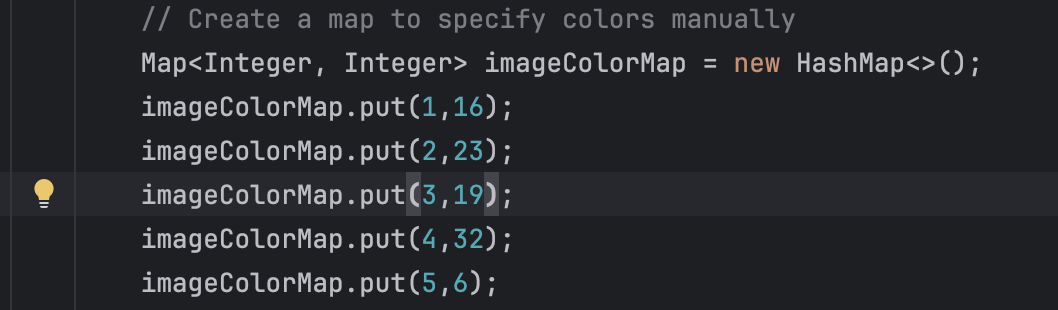 // Create a map to specify colors manually
Map<Integer, Integer> imageColorMap = new HashMap<>();
imageColorMap.put(1,16);
imageColorMap.put(2,23);
imageColorMap.put(3,19);
imageColorMap.put(4,32);
imageColorMap.put(5,6);